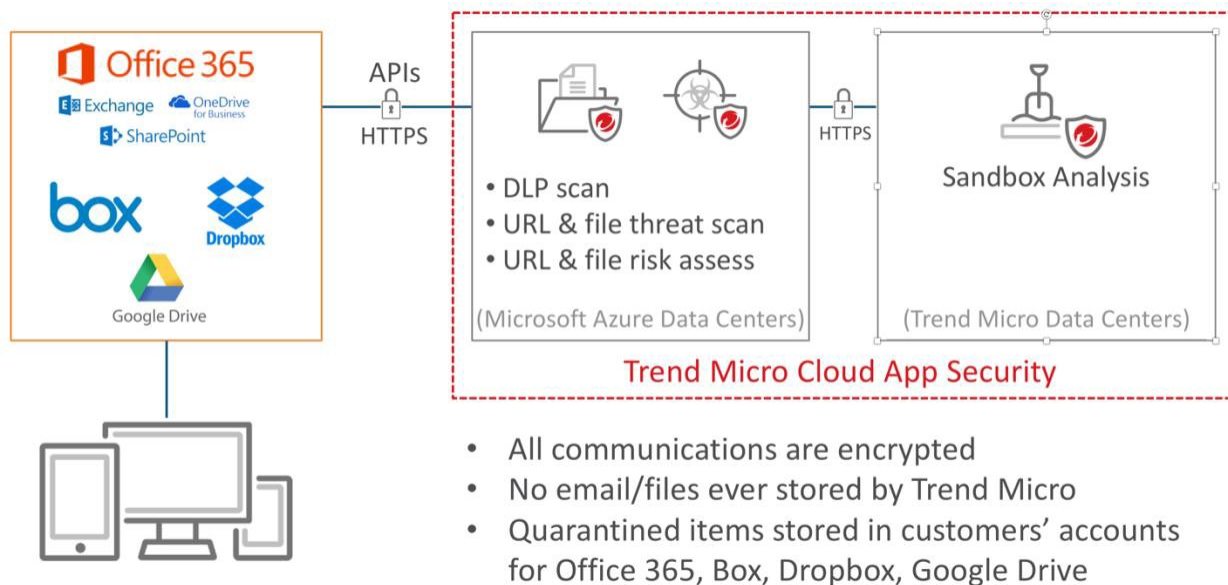 Office 365
Exchange
OneDrive
for Business
SharePoint
box
Dropbox
Google Drive
APIs
HTTPS
• DLP scan
• URL & file threat scan
• URL & file risk assess
(Microsoft Azure Data Centers)
HTTPS
Sandbox Analysis
(Trend Micro Data Centers)
Trend Micro Cloud App Security
• All communications are encrypted
• No email/files ever stored by Trend Micro
• Quarantined items stored in customers’ accounts
for Office 365, Box, Dropbox, Google Drive